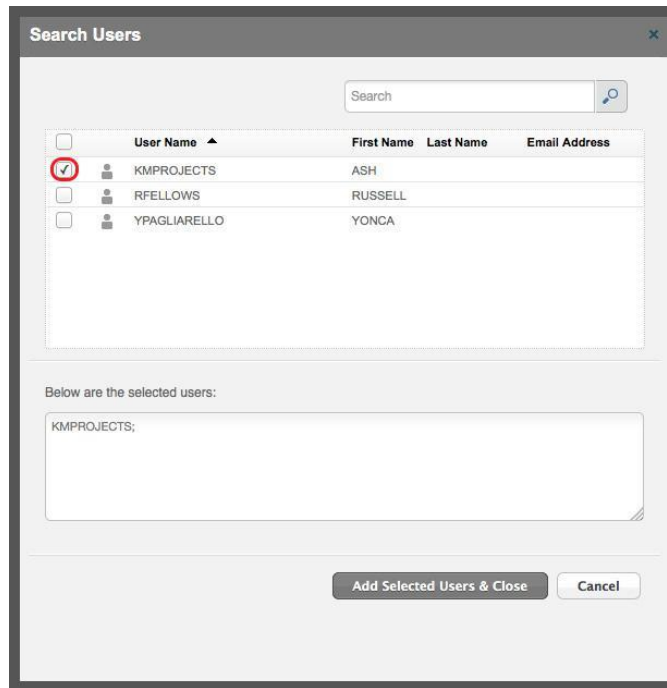 Search Users ×
Search
User Name ▲ First Name Last Name Email Address
KMPROJECTS ASH
RFELLOWS RUSSELL
YPAGLIARELLO YONCA
Below are the selected users:
KMPROJECTS;
Add Selected Users & Close Cancel